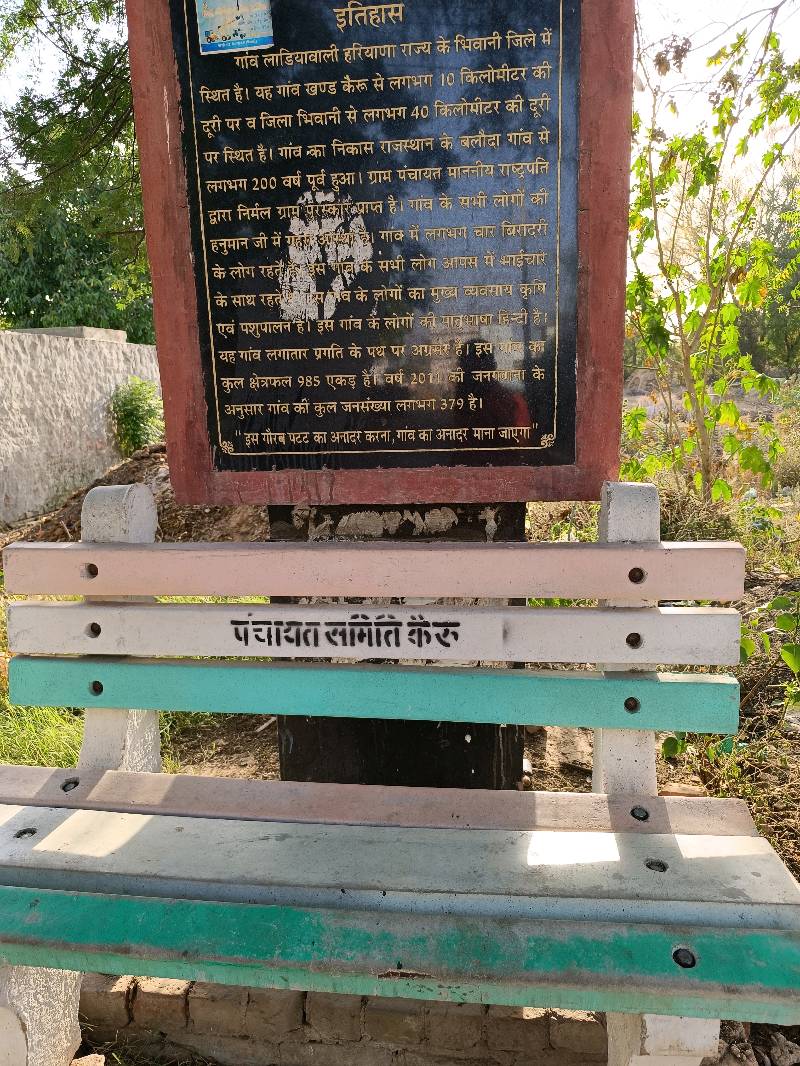 इतिहास
गांव लाडियावाली हरियाणा राज्य के भिवानी जिले में
स्थित है। यह गांव खण्ड कैरू से लगभग 10 किलोमीटर की
दूरी पर व जिला भिवानी से लगभग 40 किलोमीटर की दूरी
पर स्थित है। गांव का निकास राजस्थान के बलौदा गांव से
लगभग 200 वर्ष पूर्व हुआ। ग्राम पंचायत माननीय राष्ट्रपति
द्वारा निर्मल ग्राम पुरस्कार प्राप्त है। गांव के सभी लोगों की
हनुमान जी में गहरी आस्था है। गांव में लगभग चार बिरादरी
के लोग रहते हैं। इस गांव के सभी लोग आपस में भाईचारे
के साथ रहते गांव के लोगों का मुख्य व्यवसाय कृषि
एवं पशुपालन है। इस गांव के लोगों की मातृभाषा हिन्दी है।
यह गांव लगातार प्रगति के पथ पर अग्रसर है। इस गांव का
कुल क्षेत्रफल 985 एकड़ है। वर्ष 2011 की जनगणना के
अनुसार गांव की कुल जनसंख्या लगभग 379 है।
"इस गौरव पटट का अनादर करना, गांव का अनादर माना जाएगा"
पंचायत समिति कैरू